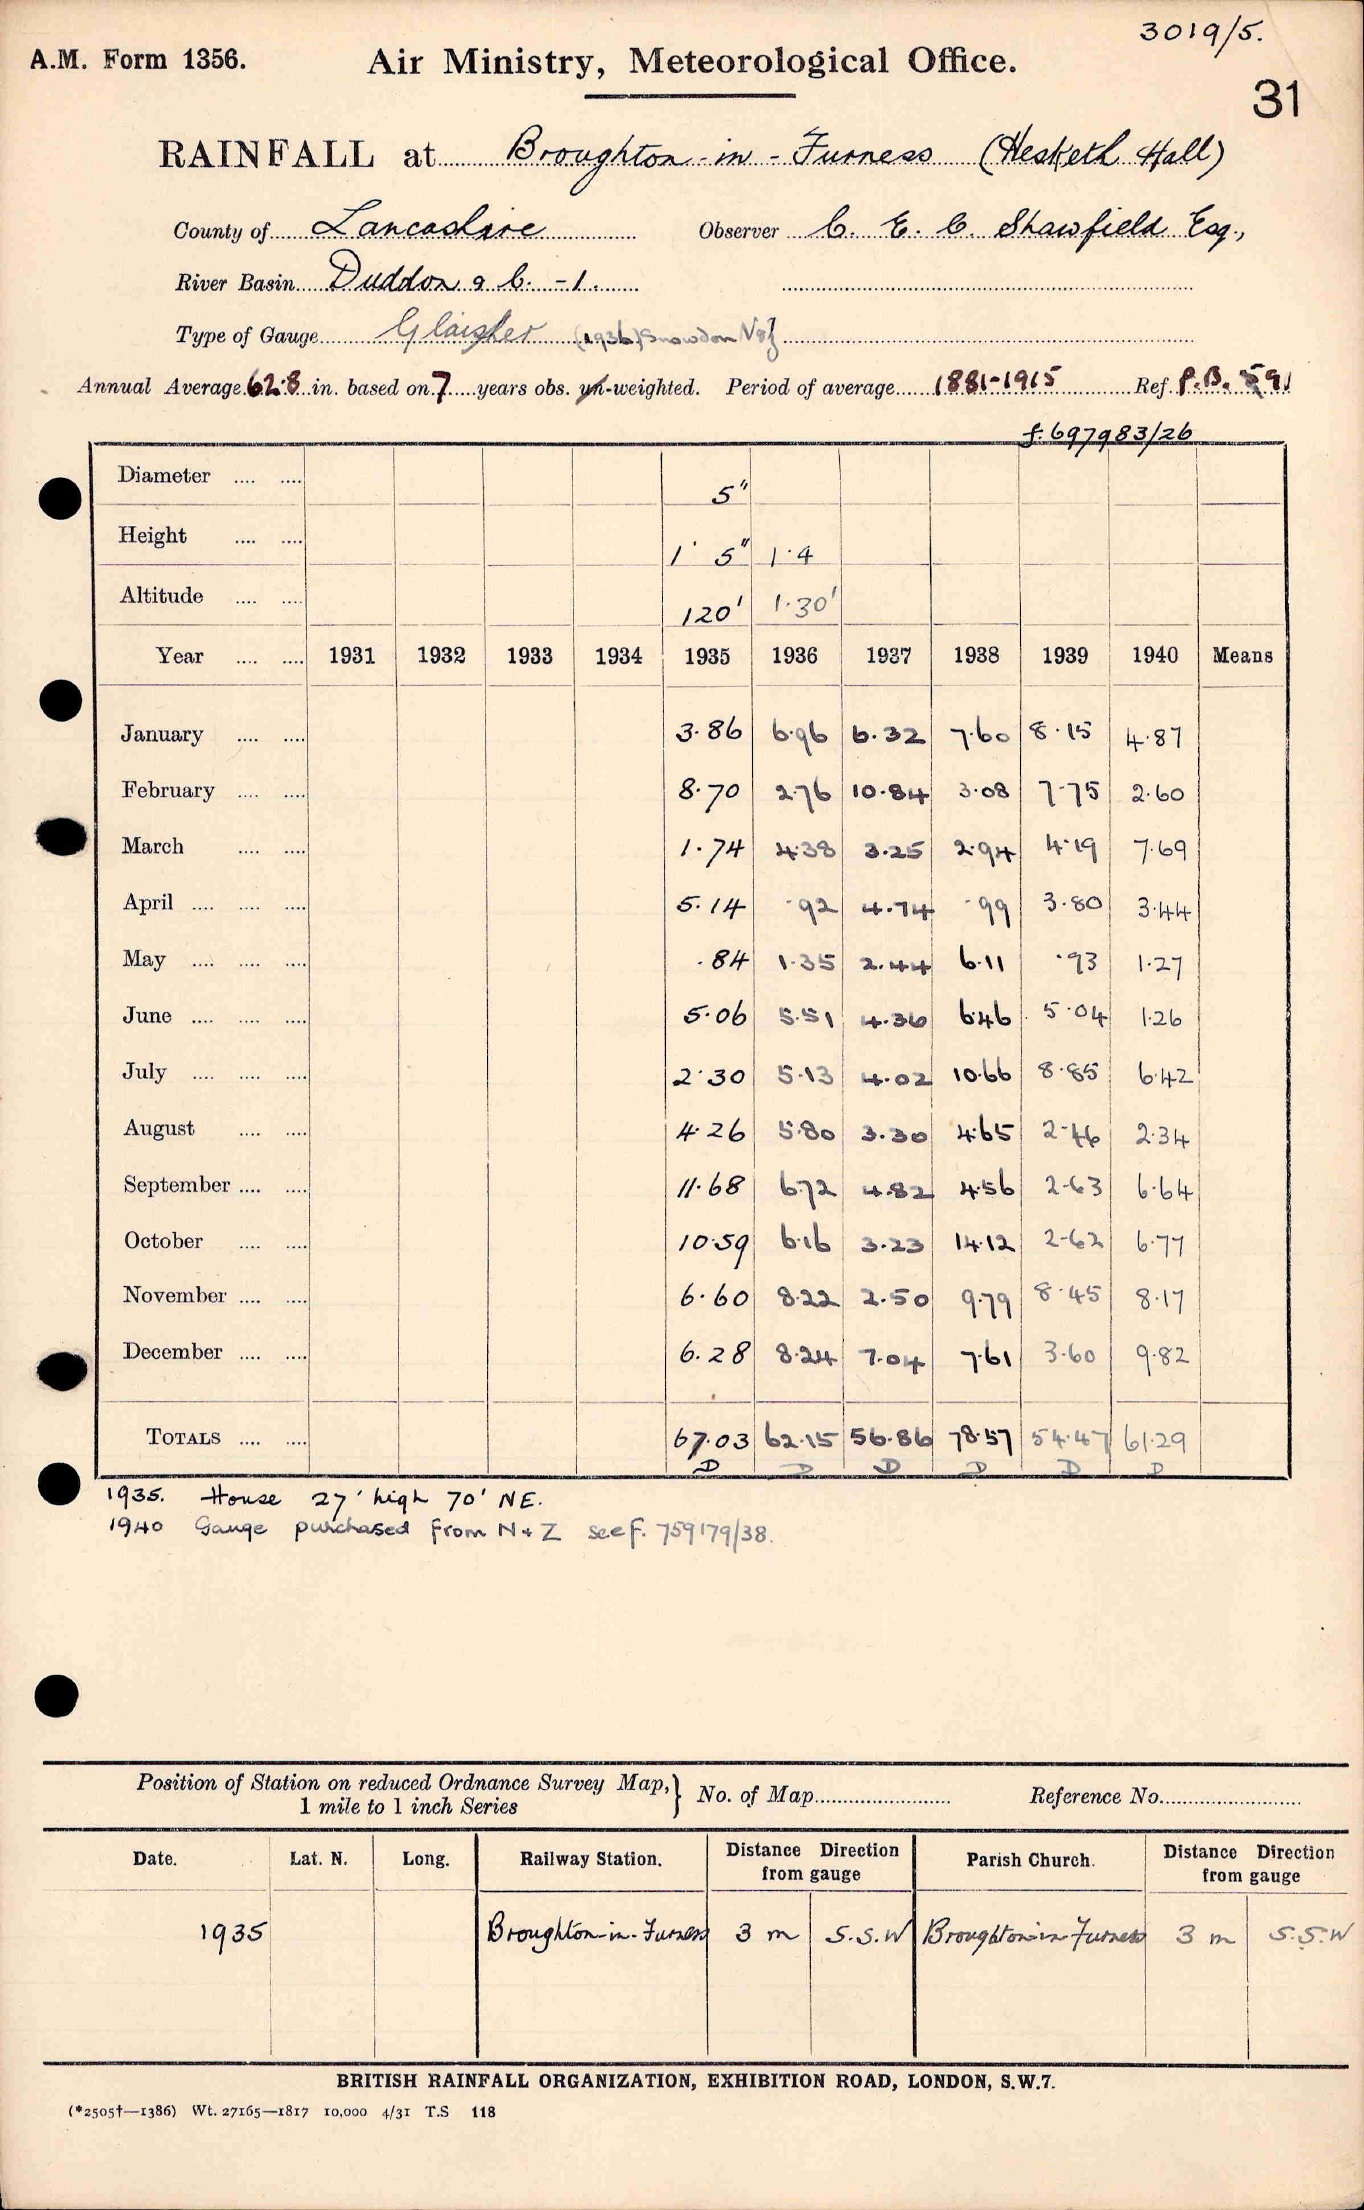 3019/5.
A.M. Form 1356. Air Ministry, Meteorological Office.
31
RAINFALL at Broughton-in-Furness (Hesketh Hall)
County of Lancashire Observer C. E. C. Shawfield Esq.,
River Basin Duddon a b. -1.
Type of Gauge Glaisher (1936) Snowdon N&Z
Annual Average 62.8 in. based on 7 years obs. un-weighted. Period of average 1881-1915 Ref. P.B. 591
f. 697983/26
Diameter .... .... 5"
Height .... .... 1' 5" 1.4
Altitude .... .... 120' 1.30'
Year .... .... 1931 1932 1933 1934 1935 1936 1937 1938 1939 1940 Means
January .... .... 3.86 6.96 6.32 7.60 8.15 4.87
February .... .... 8.70 2.76 10.84 3.08 7.75 2.60
March .... .... 1.74 4.38 3.25 2.94 4.19 7.69
April .... .... .... 5.14 .92 4.74 .99 3.80 3.44
May .... .... .... .84 1.35 2.44 6.11 .93 1.27
June .... .... .... 5.06 5.51 4.36 6.46 5.04 1.26
July .... .... .... 2.30 5.13 4.02 10.66 8.85 6.42
August .... .... 4.26 5.80 3.30 4.65 2.46 2.34
September .... .... 11.68 6.72 4.82 4.56 2.63 6.64
October .... .... 10.59 6.16 3.23 14.12 2.62 6.77
November .... .... 6.60 8.22 2.50 9.79 8.45 8.17
December .... .... 6.28 8.24 7.04 7.61 3.60 9.82
TOTALS .... .... 67.03 62.15 56.86 78.57 54.47 61.29
D D D D D D
1935. House 27' high 70' NE.
1940 Gauge purchased from N & Z see f. 759179/38.
Position of Station on reduced Ordnance Survey Map,} No. of Map Reference No.
1 mile to 1 inch Series
Date. Lat. N. Long. Railway Station. Distance Direction from gauge Parish Church. Distance Direction from gauge
1935 Broughton-in-Furness 3 m S.S.W Broughton-in-Furness 3 m S.S.W
BRITISH RAINFALL ORGANIZATION, EXHIBITION ROAD, LONDON, S.W.7.
(*2505†—1386) Wt. 27165—1817 10,000 4/31 T.S 118